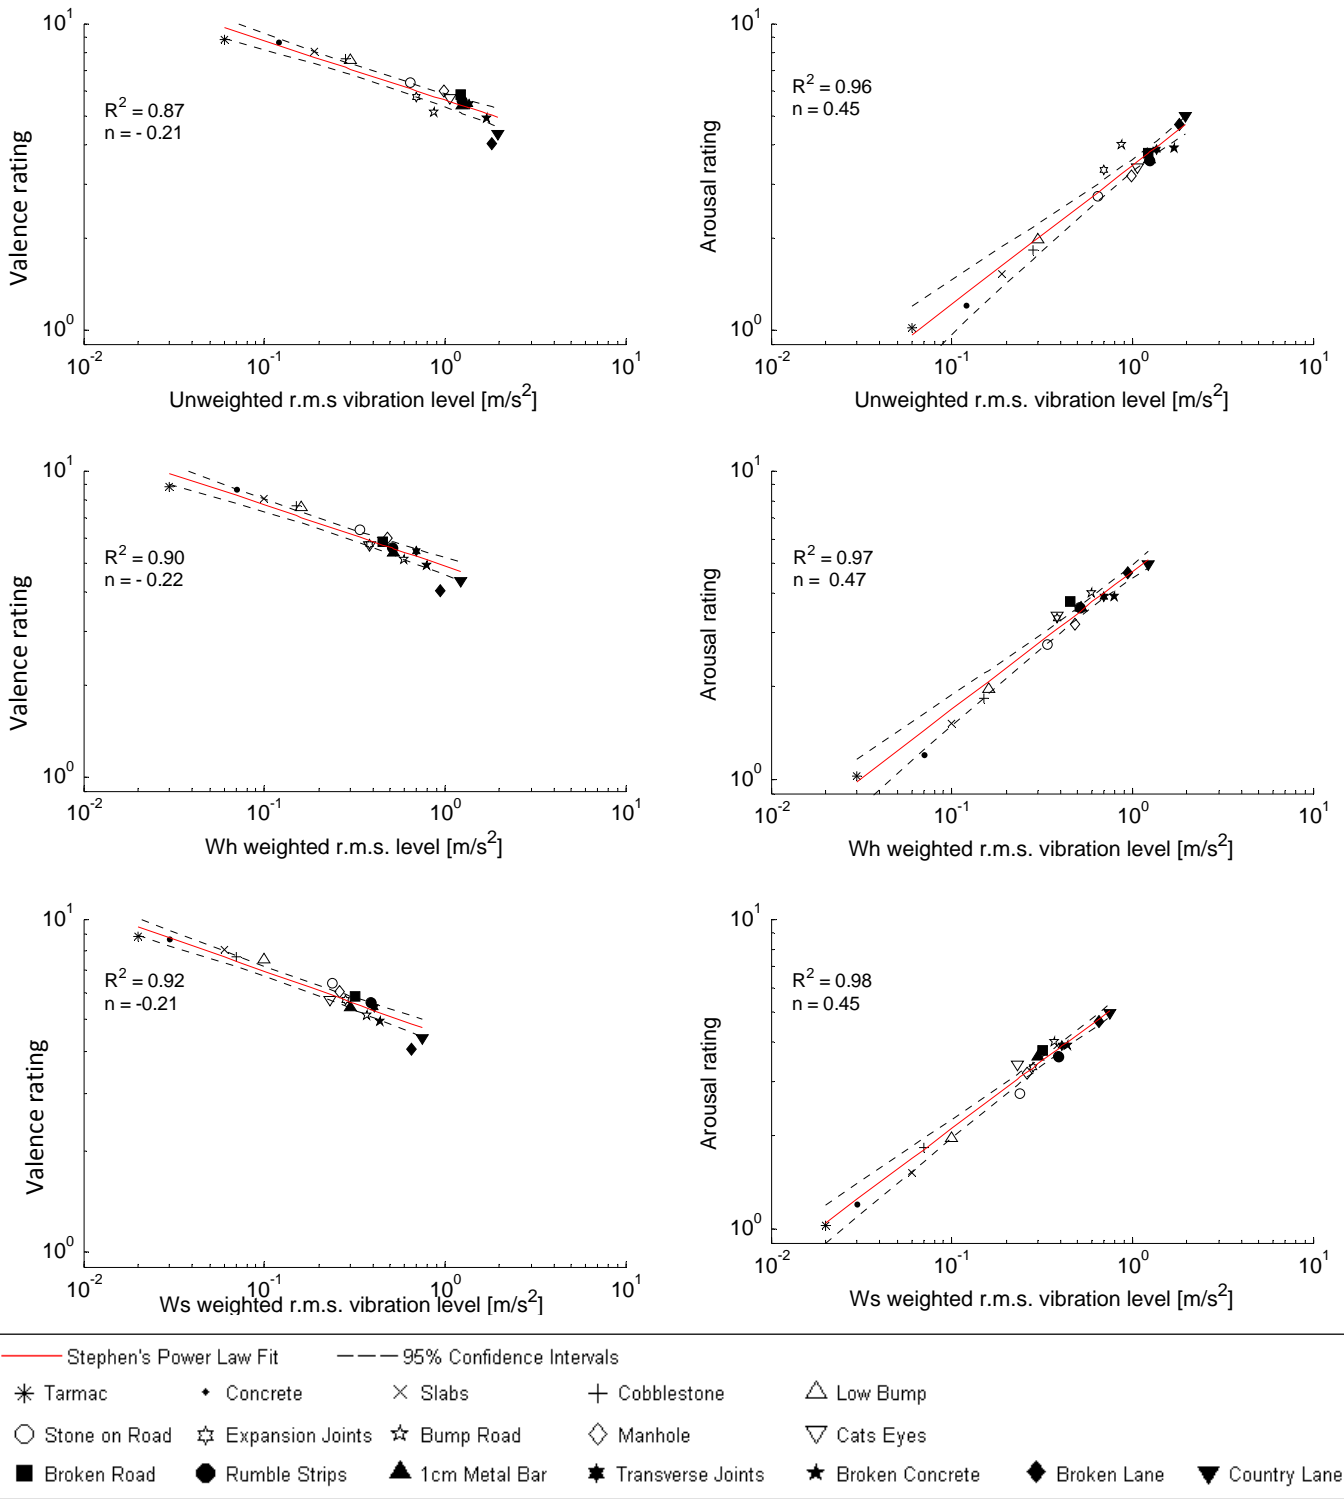 10^1
Valence rating
R^2 = 0.87
n = - 0.21
10^0
10^-2 10^-1 10^0 10^1
Unweighted r.m.s vibration level [m/s^2]
10^1
Arousal rating
R^2 = 0.96
n = 0.45
10^0
10^-2 10^-1 10^0 10^1
Unweighted r.m.s. vibration level [m/s^2]
10^1
Valence rating
R^2 = 0.90
n = - 0.22
10^0
10^-2 10^-1 10^0 10^1
Wh weighted r.m.s. level [m/s^2]
10^1
Arousal rating
R^2 = 0.97
n = 0.47
10^0
10^-2 10^-1 10^0 10^1
Wh weighted r.m.s. vibration level [m/s^2]
10^1
Valence rating
R^2 = 0.92
n = -0.21
10^0
10^-2 10^-1 10^0 10^1
Ws weighted r.m.s. vibration level [m/s^2]
10^1
Arousal rating
R^2 = 0.98
n = 0.45
10^0
10^-2 10^-1 10^0 10^1
Ws weighted r.m.s. vibration level [m/s^2]
Stephen's Power Law Fit 95% Confidence Intervals
Tarmac Concrete Slabs Cobblestone Low Bump
Stone on Road Expansion Joints Bump Road Manhole Cats Eyes
Broken Road Rumble Strips 1cm Metal Bar Transverse Joints Broken Concrete Broken Lane Country Lane